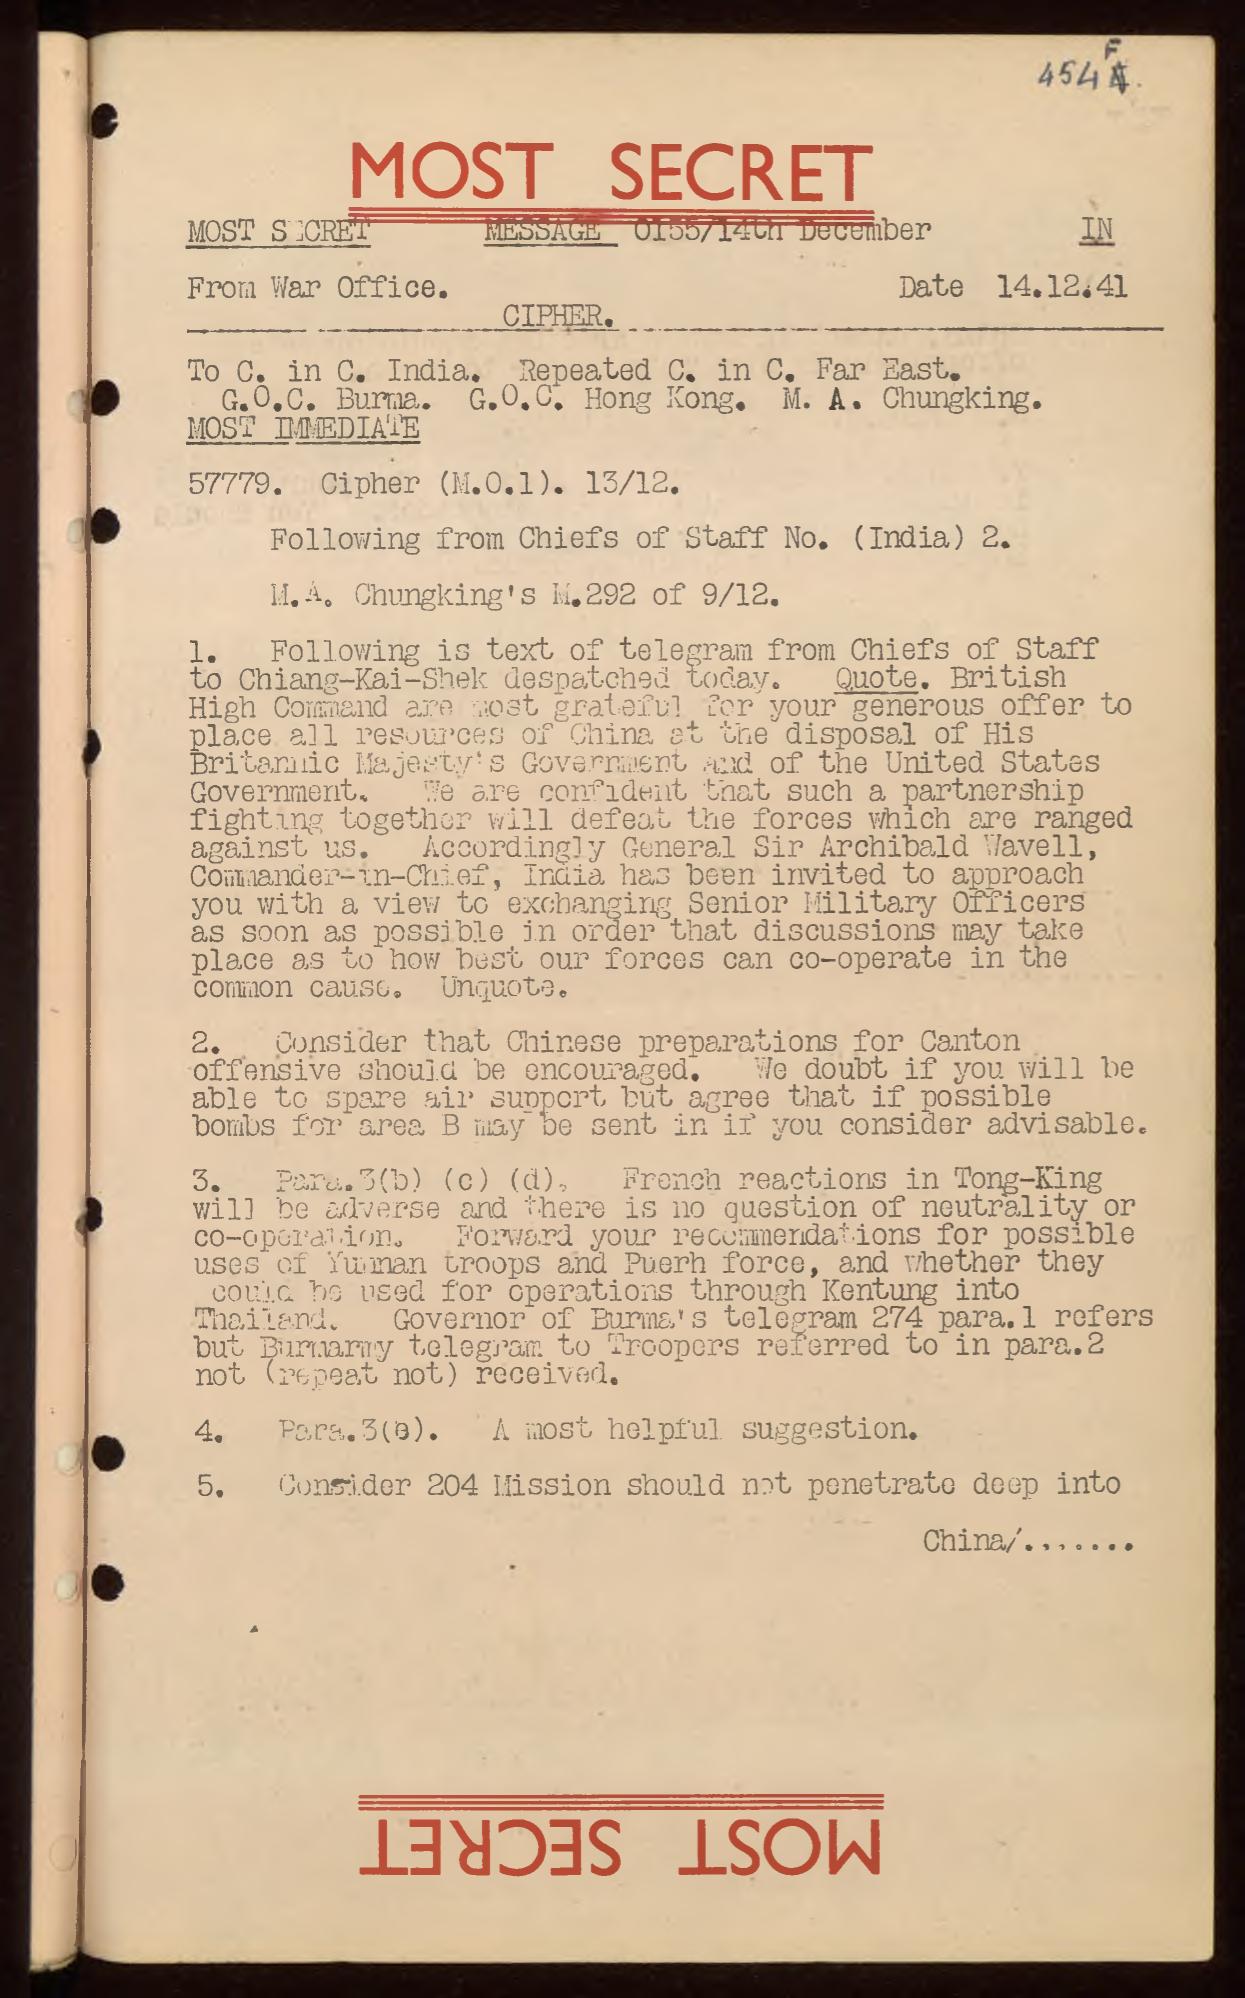 454 F
MOST SECRET
MOST SECRET MESSAGE 0155/14th December IN
From War Office. Date 14.12.41
CIPHER.
To C. in C. India. Repeated C. in C. Far East.
G.O.C. Burma. G.O.C. Hong Kong. M. A. Chungking.
MOST IMMEDIATE
57779. Cipher (M.O.1). 13/12.
Following from Chiefs of Staff No. (India) 2.
M.A. Chungking's M.292 of 9/12.
1. Following is text of telegram from Chiefs of Staff
to Chiang-Kai-Shek despatched today. Quote. British
High Command are most grateful for your generous offer to
place all resources of China at the disposal of His
Britannic Majesty's Government and of the United States
Government. We are confident that such a partnership
fighting together will defeat the forces which are ranged
against us. Accordingly General Sir Archibald Wavell,
Commander-in-Chief, India has been invited to approach
you with a view to exchanging Senior Military Officers
as soon as possible in order that discussions may take
place as to how best our forces can co-operate in the
common cause. Unquote.
2. Consider that Chinese preparations for Canton
offensive should be encouraged. We doubt if you will be
able to spare air support but agree that if possible
bombs for area B may be sent in if you consider advisable.
3. Para.3(b) (c) (d). French reactions in Tong-King
will be adverse and there is no question of neutrality or
co-operation. Forward your recommendations for possible
uses of Yunnan troops and Puerh force, and whether they
could be used for operations through Kentung into
Thailand. Governor of Burma's telegram 274 para.1 refers
but Burmarmy telegram to Troopers referred to in para.2
not (repeat not) received.
4. Para.3(e). A most helpful suggestion.
5. Consider 204 Mission should not penetrate deep into
China/.......
MOST SECRET